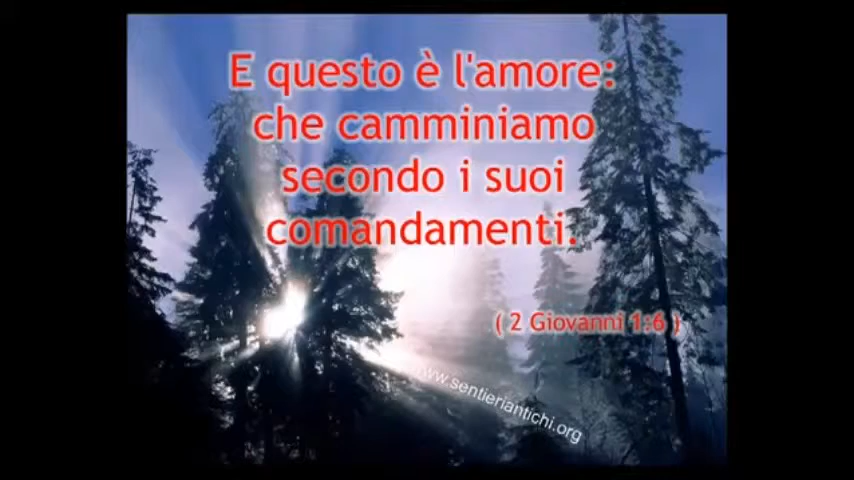 E questo è l'amore:
che camminiamo
secondo i suoi
comandamenti.
( 2 Giovanni 1:6 )
www.sentieriantichi.org